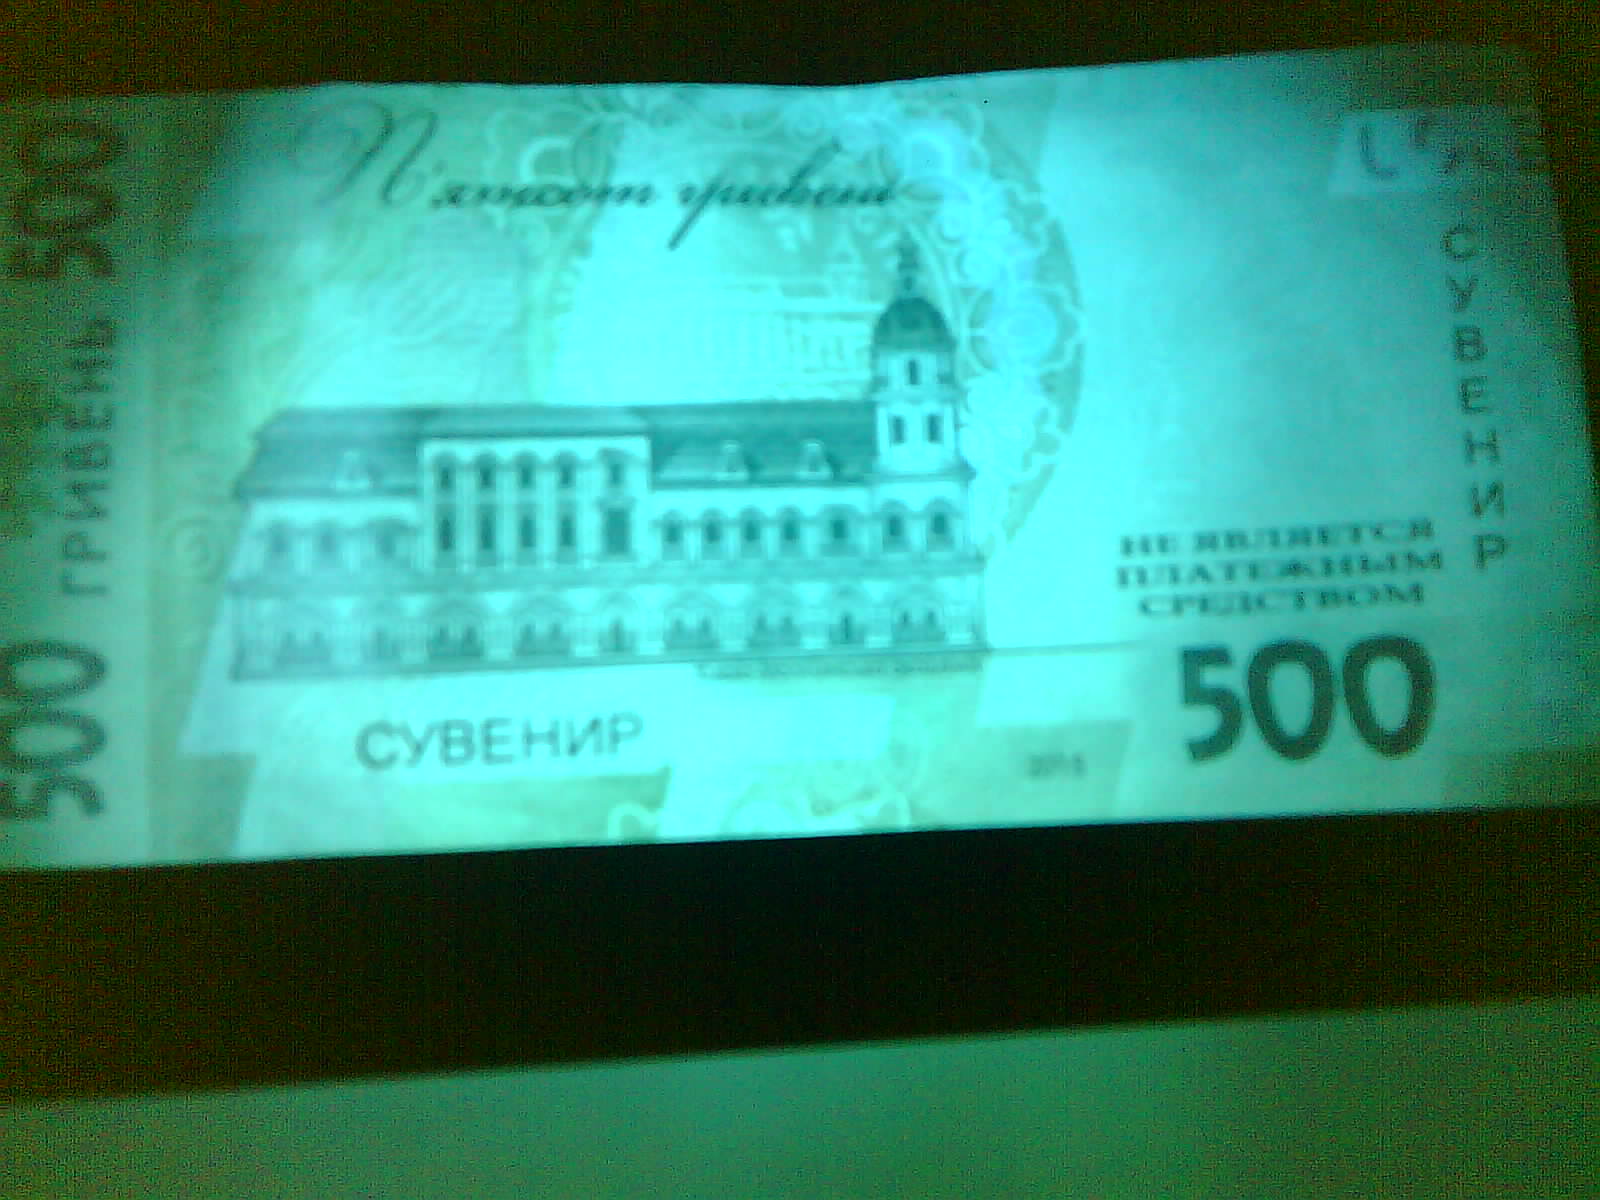 500 ГРИВЕНЬ 500
П'ятсот гривень
СУВЕНИР
НЕ ЯВЛЯЕТСЯ
ПЛАТЕЖНЫМ
СРЕДСТВОМ
500
СУВЕНИР